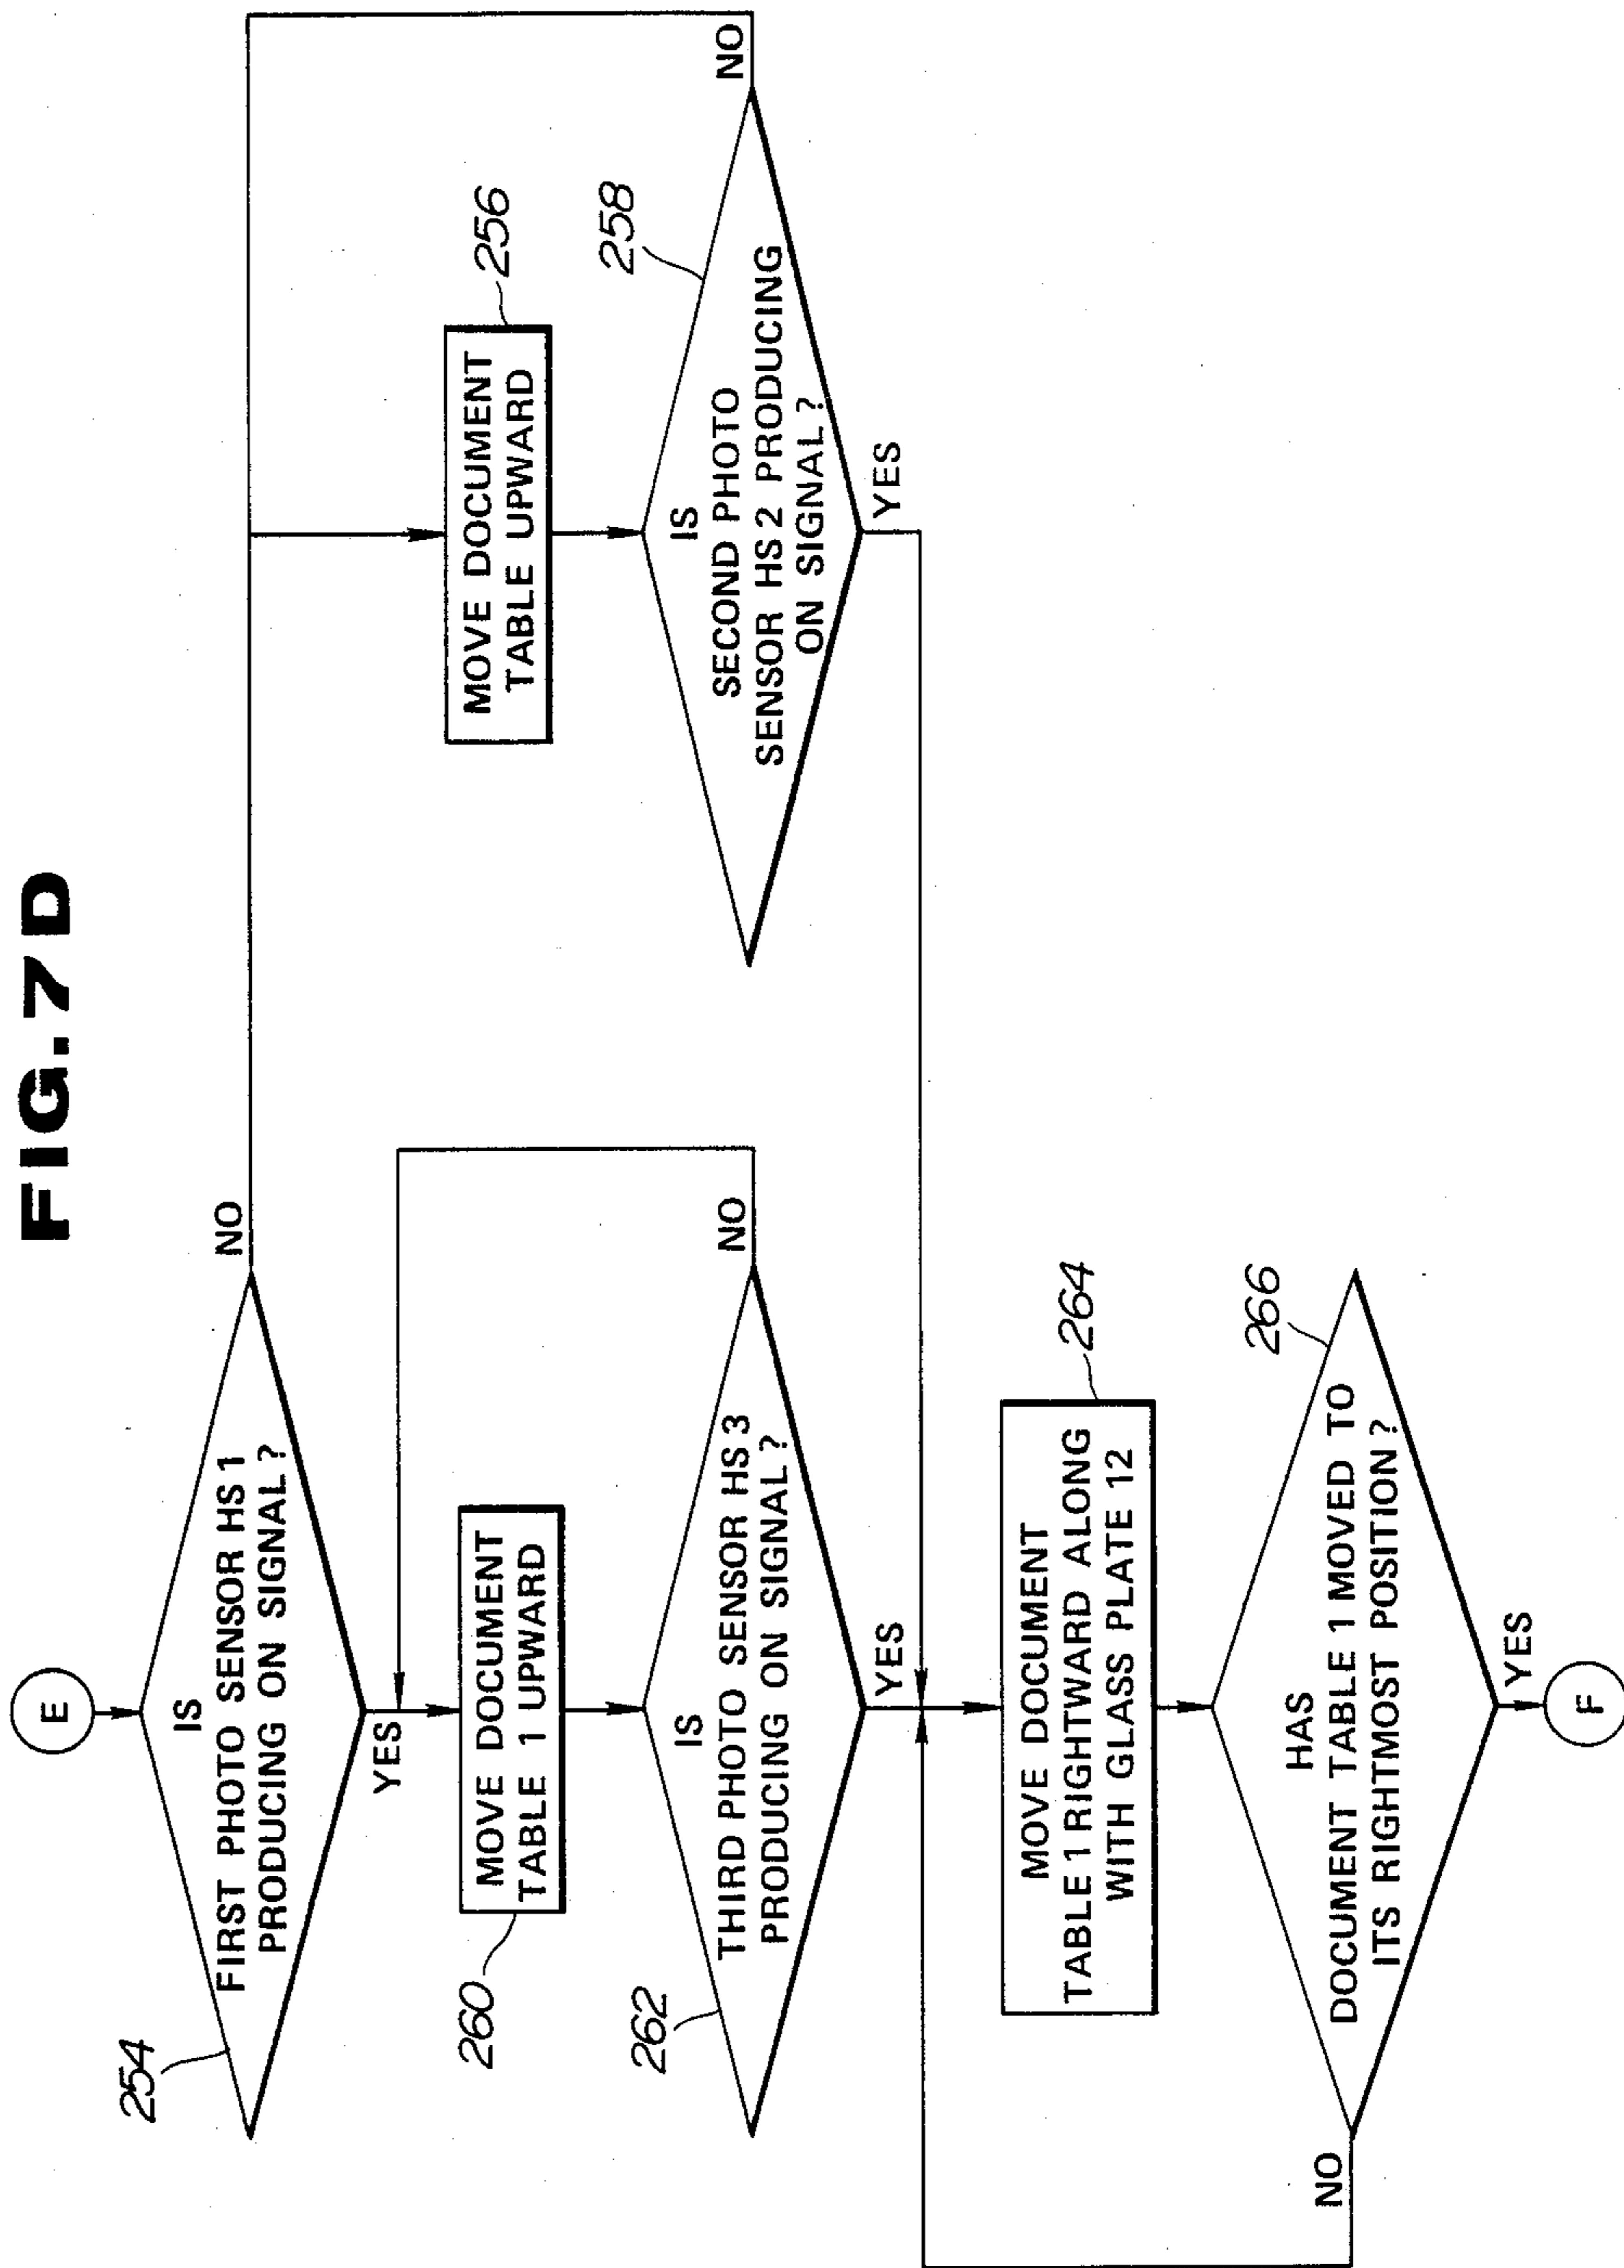 FIG. 7D
E
254
IS
FIRST PHOTO SENSOR HS1
PRODUCING ON SIGNAL?
NO
YES
260
MOVE DOCUMENT
TABLE 1 UPWARD
256
MOVE DOCUMENT
TABLE UPWARD
262
IS
THIRD PHOTO SENSOR HS3
PRODUCING ON SIGNAL?
NO
YES
258
IS
SECOND PHOTO
SENSOR HS2 PRODUCING
ON SIGNAL?
NO
YES
264
MOVE DOCUMENT
TABLE 1 RIGHTWARD ALONG
WITH GLASS PLATE 12
266
HAS
DOCUMENT TABLE 1 MOVED TO
ITS RIGHTMOST POSITION?
NO
YES
F